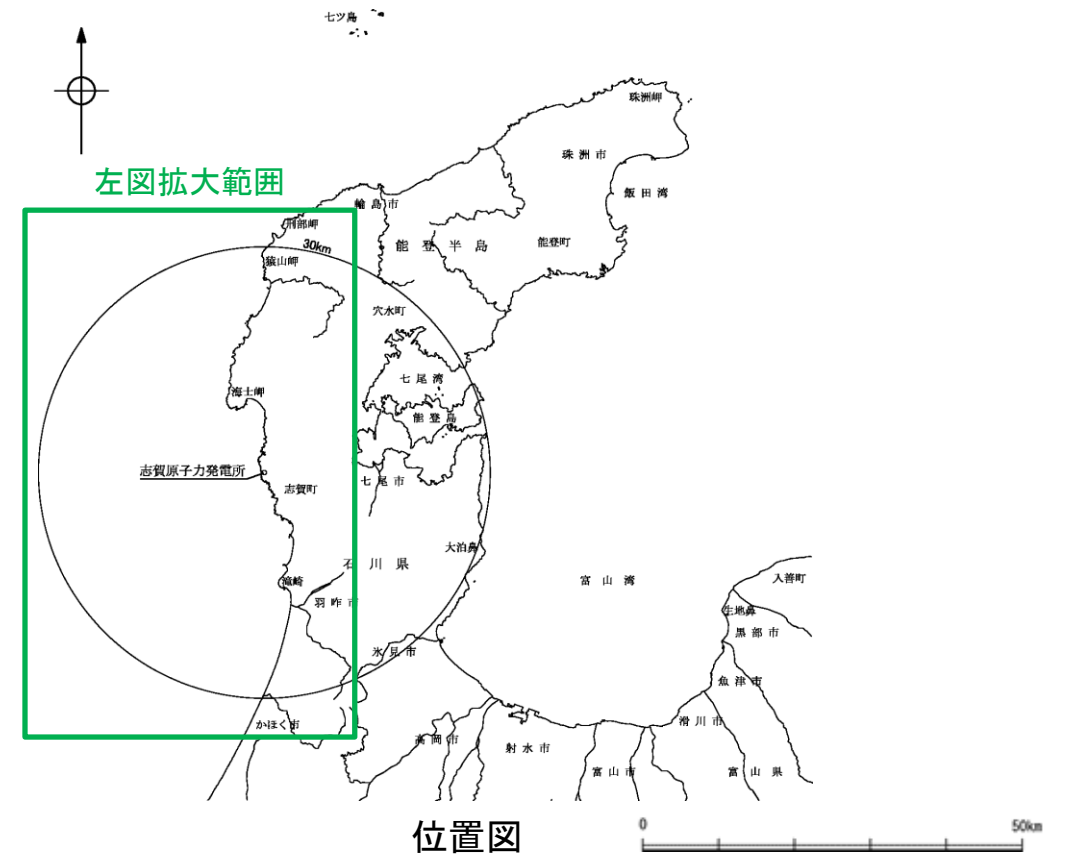 七ツ島
珠洲岬
珠洲市
左図拡大範囲
飯田湾
輪島市
刑部岬
30km
能登半島
能登町
猿山岬
穴水町
七尾湾
海士岬
能登島
志賀原子力発電所
七尾市
志賀町
大泊鼻
石川県
富山湾
入善町
滝崎
羽咋市
生地鼻
黒部市
氷見市
魚津市
かほく市
滑川市
高岡市
射水市
富山市
富山県
位置図
0
50km